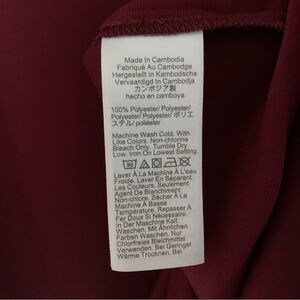 Made In Cambodia
Fabriqué Au Cambodge
Hergestellt In Kambodscha
Vervaardigd In Cambodja
カンボジア製
hecho en camboya
100% Polyester/ Polyester/
Polyester/ Polyester/ ポリエ
ステル/ poliéster
Machine Wash Cold. With
Like Colors. Non-chlorine
Bleach Only. Tumble Dry
Low. Iron On Lowest Setting.
30
Laver À La Machine À L'eau
Froide. Laver En Séparant
Les Couleurs. Seulement
Agent De Blanchiment
Non-chlore. Sécher À La
Machine À Basse
Température. Repasser À
Fer Doux Si Nécessaire.
In Der Maschine Kalt
Waschen. Mit Ähnlichen
Farben Waschen. Nur
Chlorfreies Bleichmittel
Verwenden. Bei Geringer
Wärme Trocknen. Bei